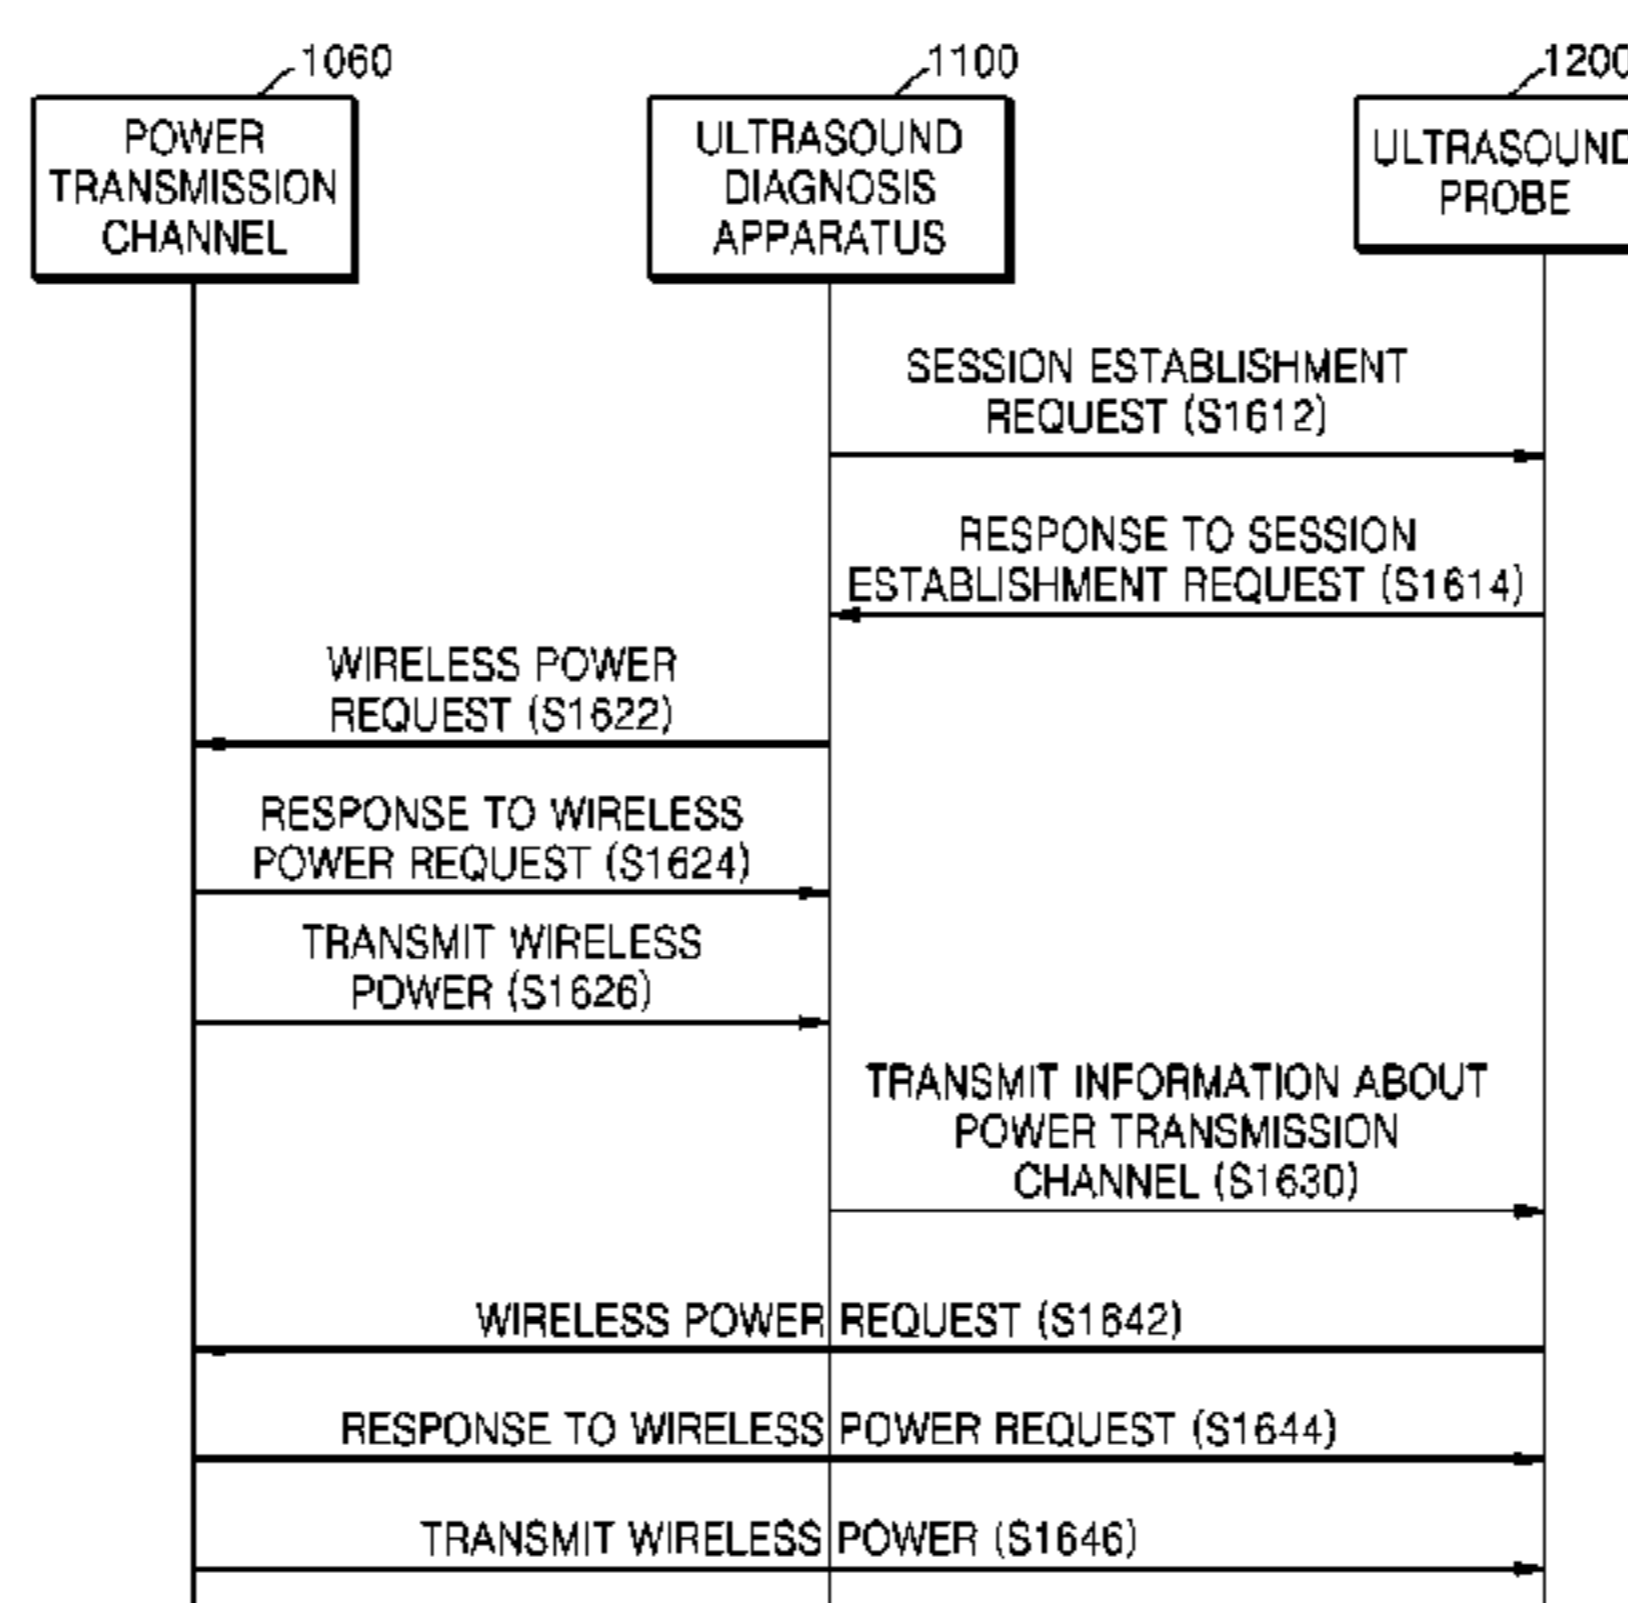 1060
1100
1200
POWER
TRANSMISSION
CHANNEL
ULTRASOUND
DIAGNOSIS
APPARATUS
ULTRASOUND
PROBE
SESSION ESTABLISHMENT
REQUEST (S1612)
RESPONSE TO SESSION
ESTABLISHMENT REQUEST (S1614)
WIRELESS POWER
REQUEST (S1622)
RESPONSE TO WIRELESS
POWER REQUEST (S1624)
TRANSMIT WIRELESS
POWER (S1626)
TRANSMIT INFORMATION ABOUT
POWER TRANSMISSION
CHANNEL (S1630)
WIRELESS POWER REQUEST (S1642)
RESPONSE TO WIRELESS POWER REQUEST (S1644)
TRANSMIT WIRELESS POWER (S1646)